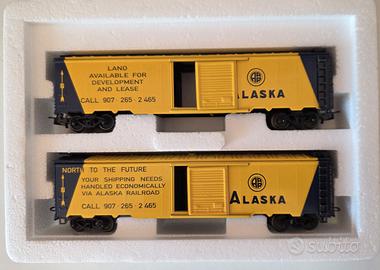 LAND
AVAILABLE FOR
DEVELOPMENT
AND LEASE
CALL 907-265-2465
ALASKA
NORTH TO THE FUTURE
YOUR SHIPPING NEEDS
HANDLED ECONOMICALLY
VIA ALASKA RAILROAD
CALL 907-265-2465
ALASKA
subito